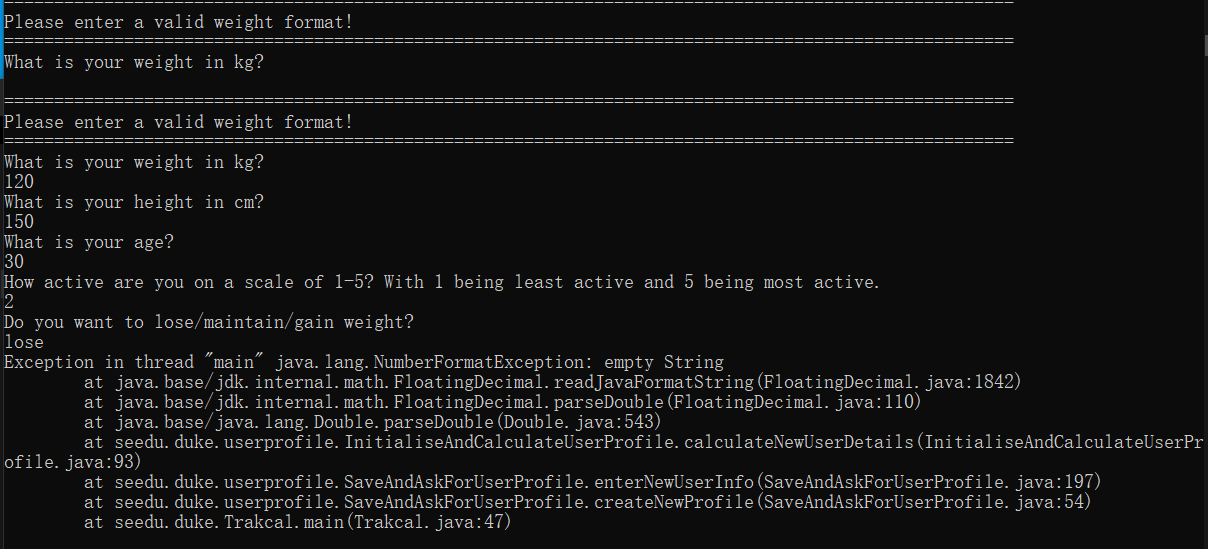 ====================================================================================================
Please enter a valid weight format!
====================================================================================================
What is your weight in kg?
====================================================================================================
Please enter a valid weight format!
====================================================================================================
What is your weight in kg?
120
What is your height in cm?
150
What is your age?
30
How active are you on a scale of 1-5? With 1 being least active and 5 being most active.
2
Do you want to lose/maintain/gain weight?
lose
Exception in thread "main" java.lang.NumberFormatException: empty String
        at java.base/jdk.internal.math.FloatingDecimal.readJavaFormatString(FloatingDecimal.java:1842)
        at java.base/jdk.internal.math.FloatingDecimal.parseDouble(FloatingDecimal.java:110)
        at java.base/java.lang.Double.parseDouble(Double.java:543)
        at seedu.duke.userprofile.InitialiseAndCalculateUserProfile.calculateNewUserDetails(InitialiseAndCalculateUserPr
ofile.java:93)
        at seedu.duke.userprofile.SaveAndAskForUserProfile.enterNewUserInfo(SaveAndAskForUserProfile.java:197)
        at seedu.duke.userprofile.SaveAndAskForUserProfile.createNewProfile(SaveAndAskForUserProfile.java:54)
        at seedu.duke.Trakcal.main(Trakcal.java:47)